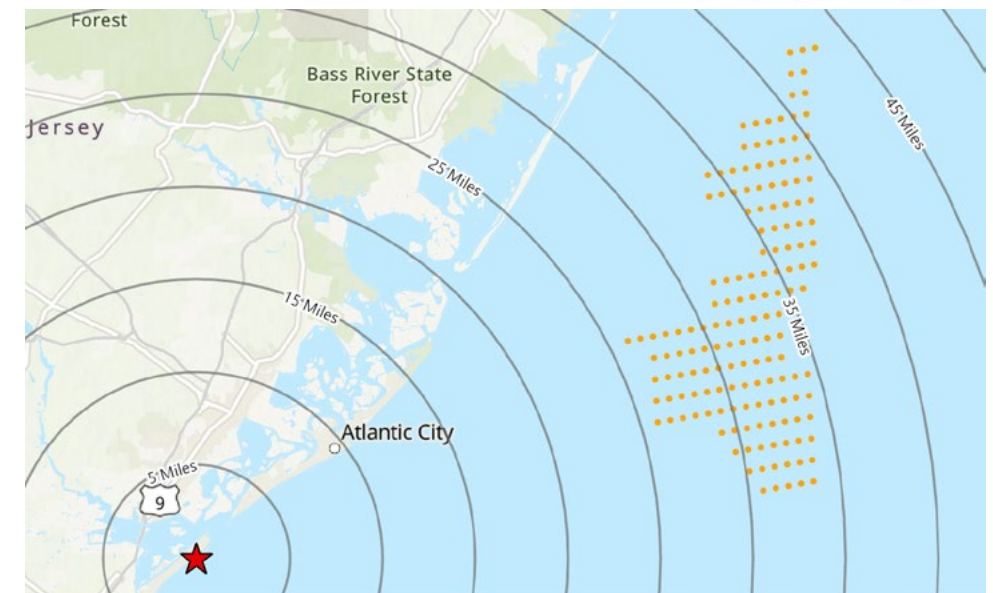 Forest
Bass River State
Forest
Jersey
45 Miles
25 Miles
15 Miles
35 Miles
Atlantic City
5 Miles
9